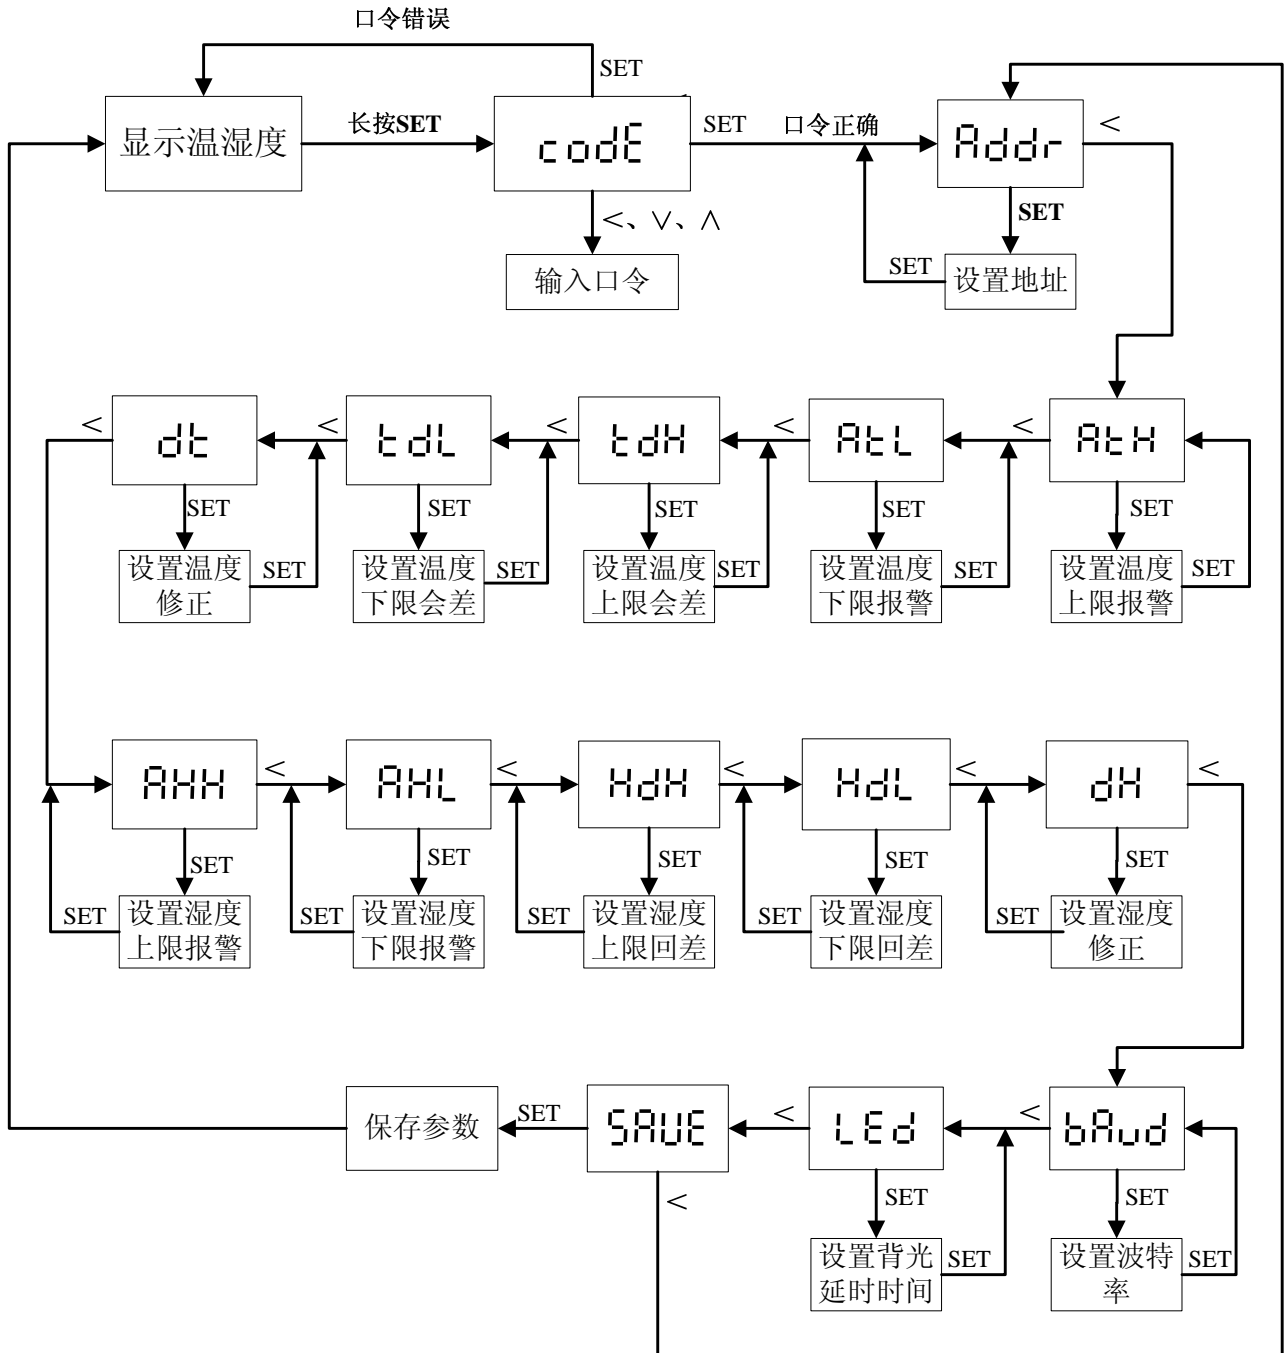 口令错误
SET
显示温湿度
长按SET
codE
SET
口令正确
Addr
<
<、∨、∧
SET
输入口令
SET
设置地址
dt
<
tdL
<
tdH
<
AtL
<
AtH
<
SET
SET
SET
SET
SET
设置温度
修正
SET
设置温度
下限会差
SET
设置温度
上限会差
SET
设置温度
下限报警
SET
设置温度
上限报警
SET
AHH
<
AHL
<
HdH
<
HdL
<
dH
<
SET
SET
SET
SET
SET
SET
设置湿度
上限报警
SET
设置湿度
下限报警
SET
设置湿度
上限回差
SET
设置湿度
下限回差
SET
设置湿度
修正
保存参数
SET
SAUE
<
LEd
<
bAud
<
SET
SET
设置背光
延时时间
SET
设置波特
率
SET